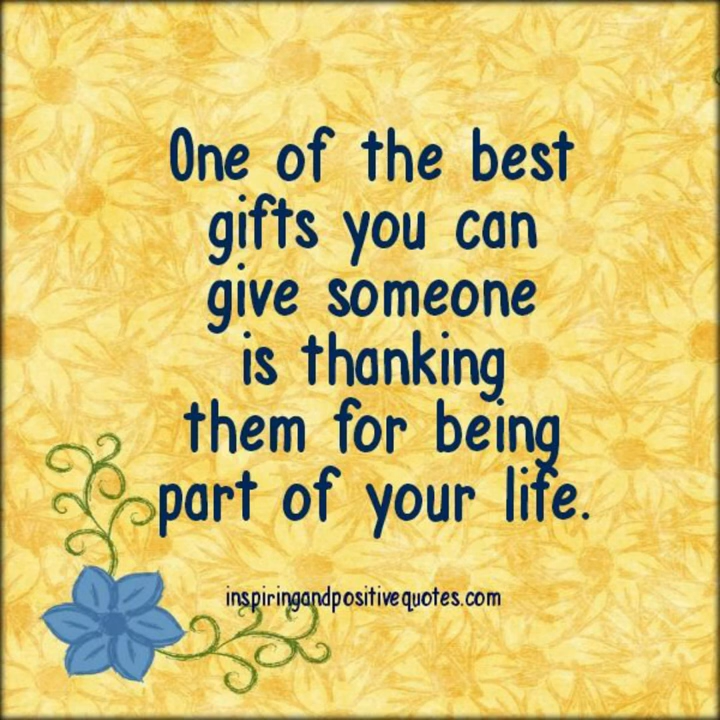 One of the best
gifts you can
give someone
is thanking
them for being
part of your life.
inspiringandpositivequotes.com